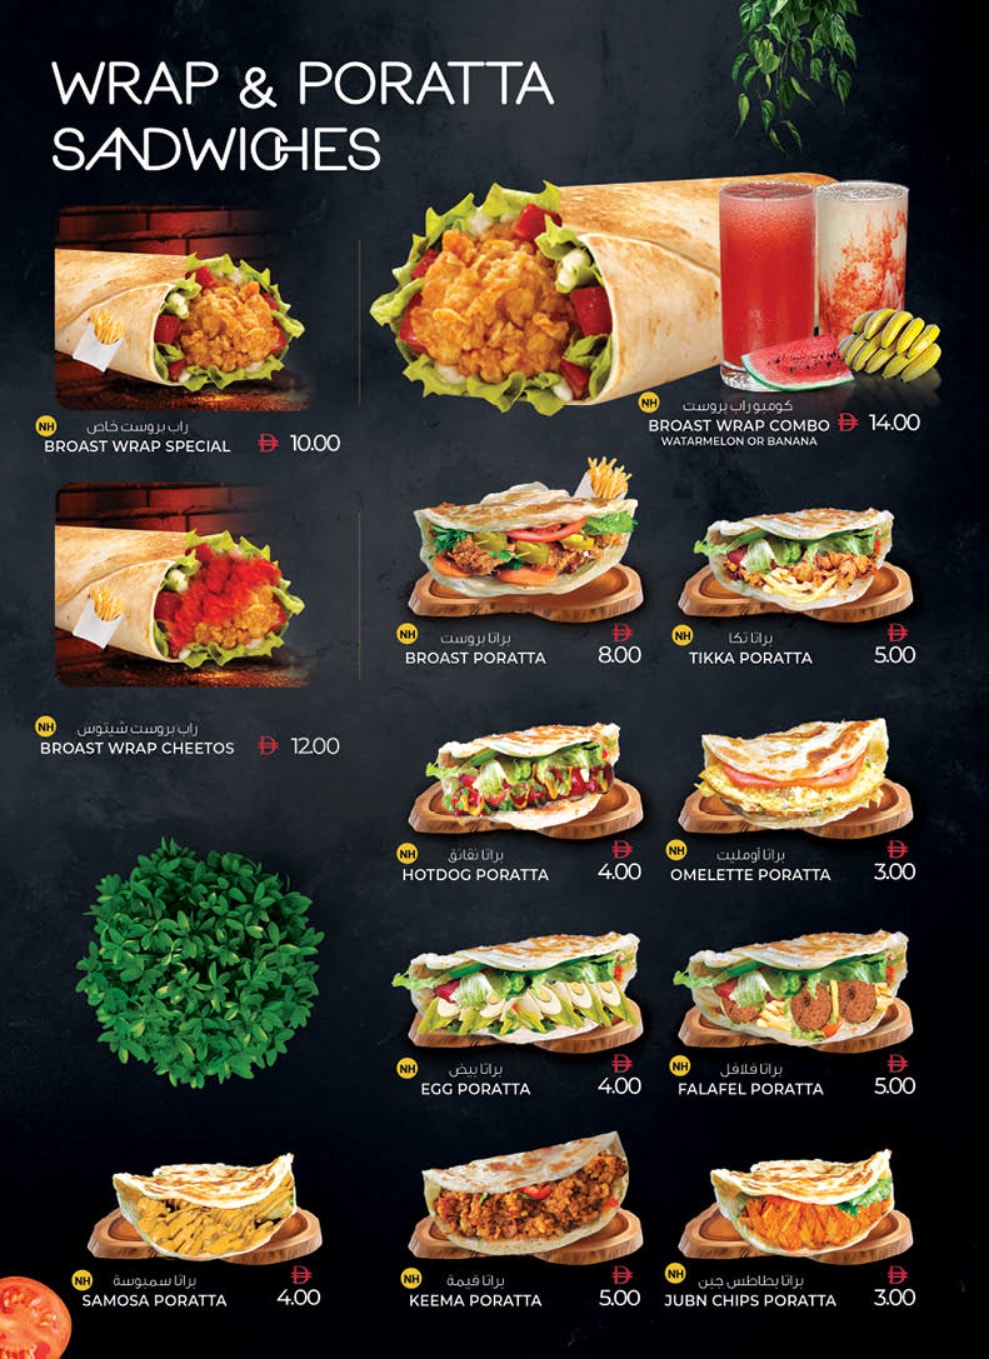 WRAP & PORATTA
SANDWICHES
NH
راب بروست خاص
BROAST WRAP SPECIAL
10.00
NH
كومبو راب بروست
BROAST WRAP COMBO
14.00
WATARMELON OR BANANA
NH
راب بروست شيتوس
BROAST WRAP CHEETOS
12.00
NH
براتا بروست
BROAST PORATTA
8.00
NH
براتا تكا
TIKKA PORATTA
5.00
NH
براتا نقانق
HOTDOG PORATTA
4.00
NH
براتا أومليت
OMELETTE PORATTA
3.00
NH
براتا بيض
EGG PORATTA
4.00
NH
براتا فلافل
FALAFEL PORATTA
5.00
NH
براتا سمبوسة
SAMOSA PORATTA
4.00
NH
براتا قيمة
KEEMA PORATTA
5.00
NH
براتا بطاطس جبن
JUBN CHIPS PORATTA
3.00